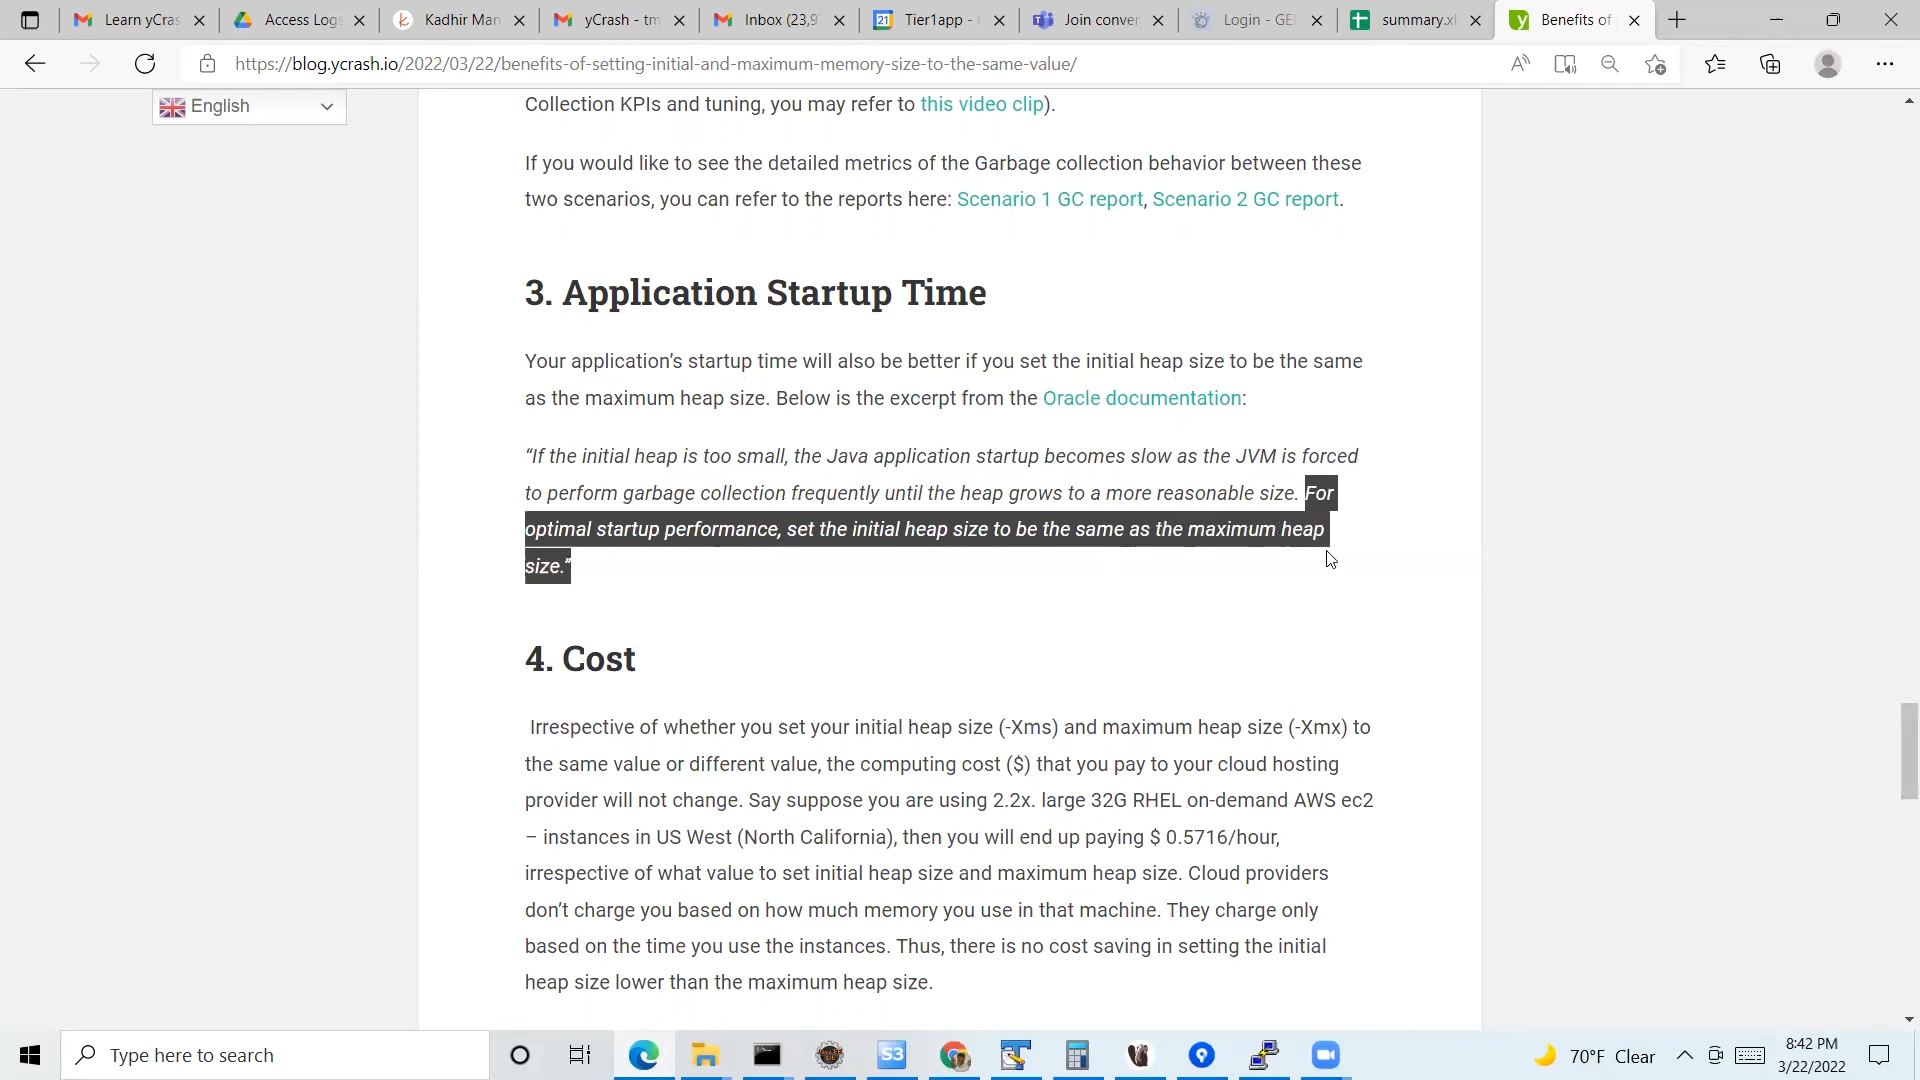 Learn yCras
Access Log
Kadhir Man
yCrash - tm
Inbox (23,9
21
Tier1app -
Join conver
Login - GE
summary.xl
Benefits of
https://blog.ycrash.io/2022/03/22/benefits-of-setting-initial-and-maximum-memory-size-to-the-same-value/
English
Collection KPIs and tuning, you may refer to this video clip).
If you would like to see the detailed metrics of the Garbage collection behavior between these
two scenarios, you can refer to the reports here: Scenario 1 GC report, Scenario 2 GC report.
3. Application Startup Time
Your application’s startup time will also be better if you set the initial heap size to be the same
as the maximum heap size. Below is the excerpt from the Oracle documentation:
“If the initial heap is too small, the Java application startup becomes slow as the JVM is forced
to perform garbage collection frequently until the heap grows to a more reasonable size. For
optimal startup performance, set the initial heap size to be the same as the maximum heap
size.”
4. Cost
Irrespective of whether you set your initial heap size (-Xms) and maximum heap size (-Xmx) to
the same value or different value, the computing cost ($) that you pay to your cloud hosting
provider will not change. Say suppose you are using 2.2x. large 32G RHEL on-demand AWS ec2
– instances in US West (North California), then you will end up paying $ 0.5716/hour,
irrespective of what value to set initial heap size and maximum heap size. Cloud providers
don’t charge you based on how much memory you use in that machine. They charge only
based on the time you use the instances. Thus, there is no cost saving in setting the initial
heap size lower than the maximum heap size.
Type here to search
S3
70°F Clear
8:42 PM
3/22/2022